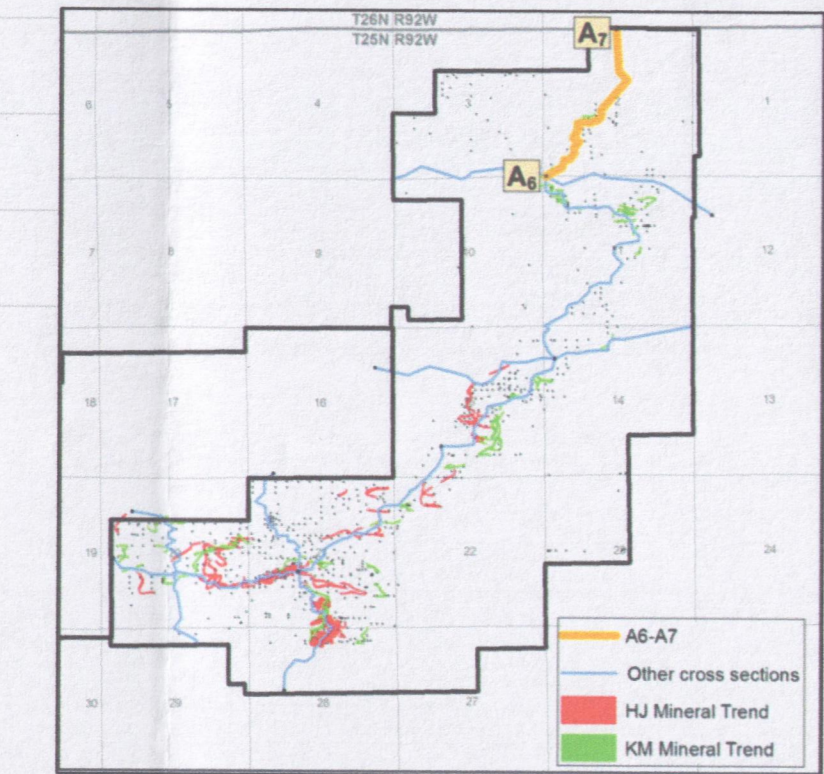 T26N R92W
T25N R92W
A7
6 5 4 3 2 1
A6
7 8 9 10 12
18 17 16 14 13
19 22 23 24
30 29 28 27
A6-A7
Other cross sections
HJ Mineral Trend
KM Mineral Trend